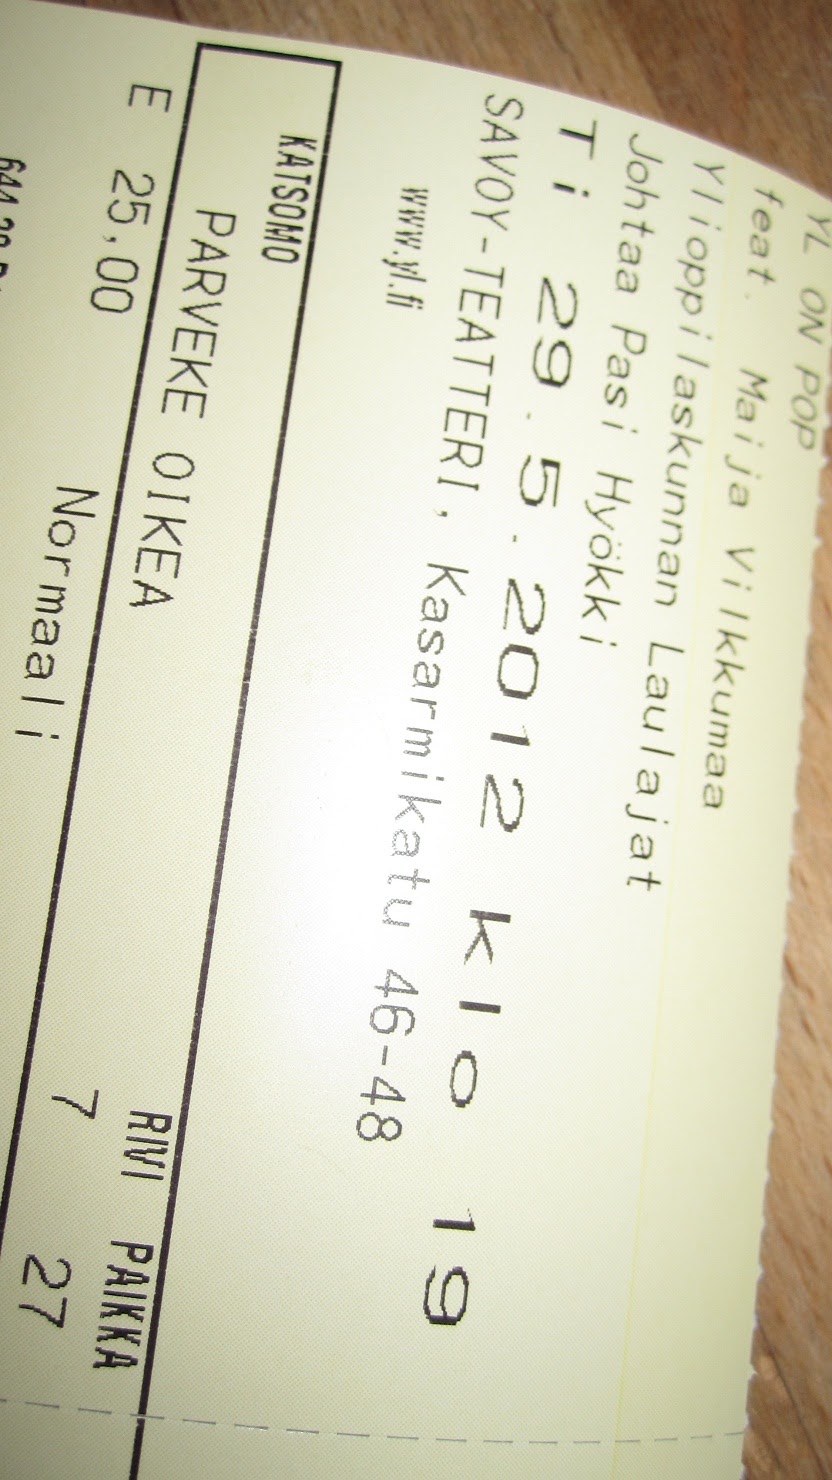 YL ON POP
feat. Maija Vilkkumaa
Ylioppilaskunnan Laulajat
Johtaa Pasi Hyökki
Ti 29.5.2012 klo 19
SAVOY-TEATTERI, Kasarmikatu 46-48
www.yl.fi
KATSOMO RIVI PAIKKA
PARVEKE OIKEA 7 27
E 25,00 Normaali